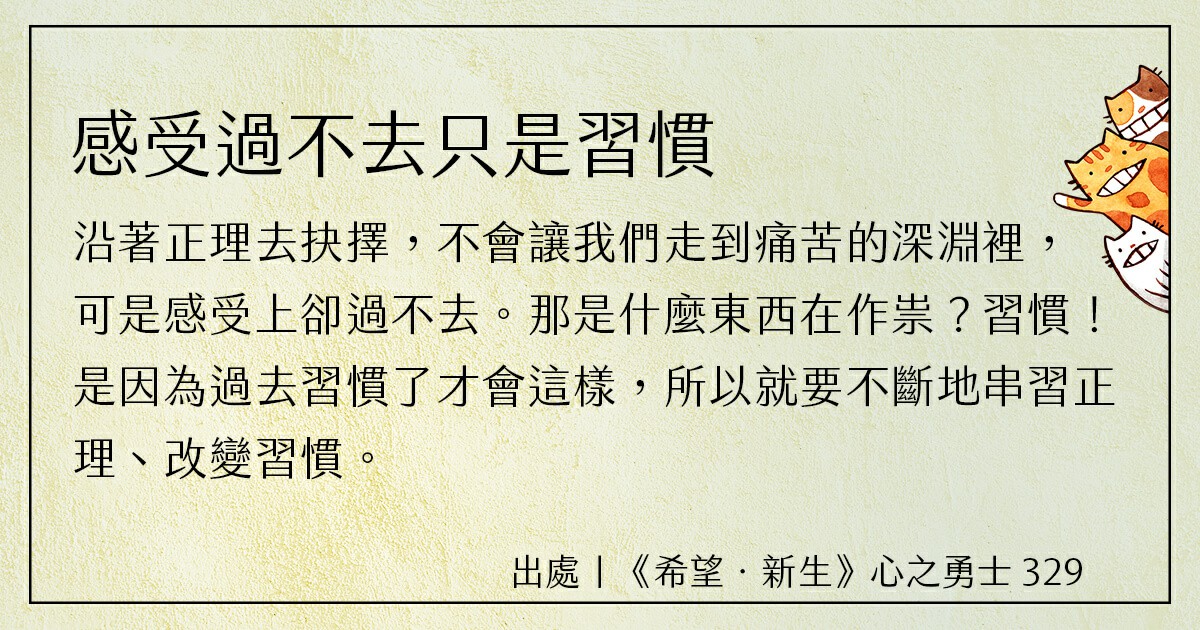 感受過不去只是習慣
沿著正理去抉擇，不會讓我們走到痛苦的深淵裡，
可是感受上卻過不去。那是什麼東西在作祟？習慣！
是因為過去習慣了才會這樣，所以就要不斷地串習正
理、改變習慣。
出處丨《希望．新生》心之勇士 329